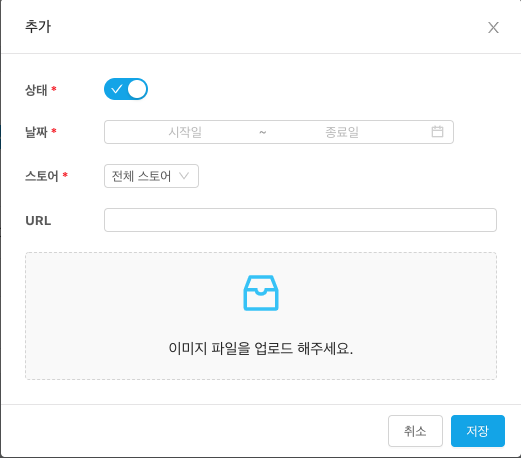 추가
상태 *
날짜 * 시작일 ~ 종료일
스토어 * 전체 스토어
URL
이미지 파일을 업로드 해주세요.
취소 저장